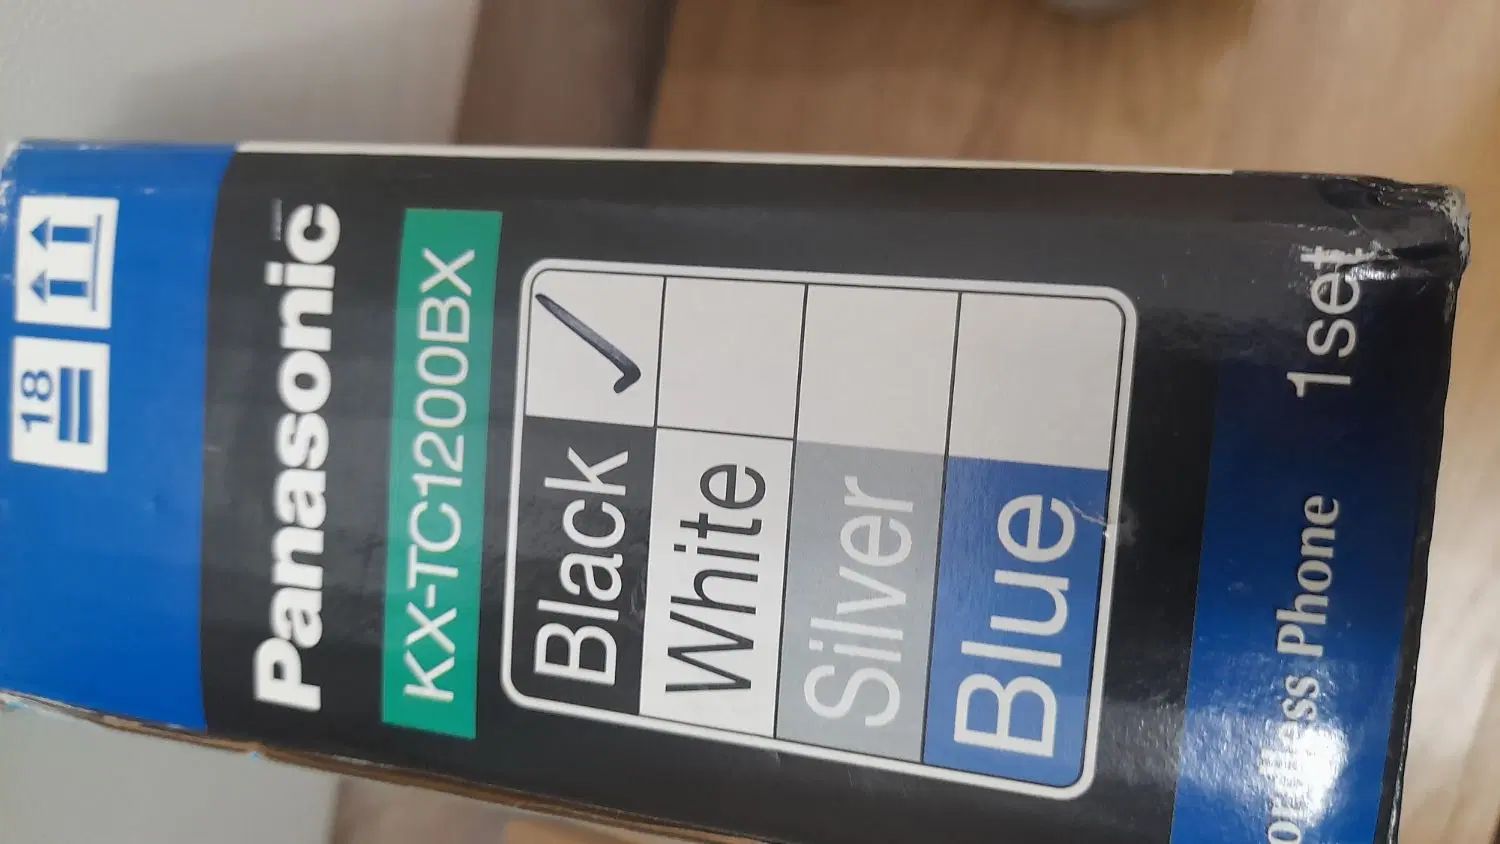 18
Panasonic
KX-TC1200BX
Black ✓
White
Silver
Blue
Phone 1set